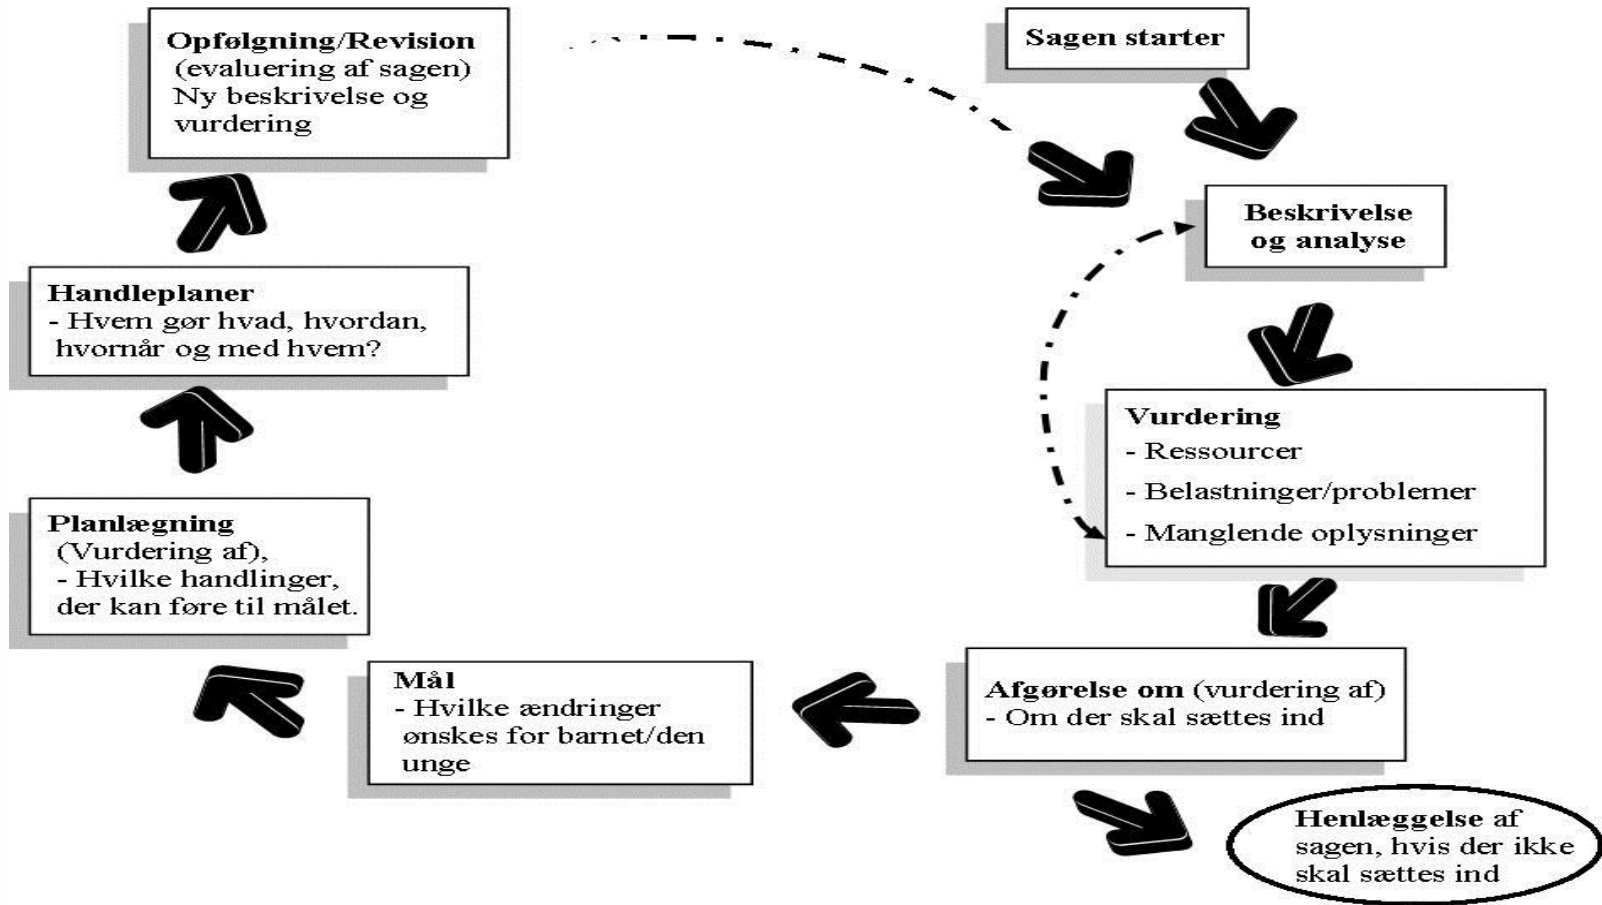 Sagen starter
Beskrivelse
og analyse
Vurdering
- Ressourcer
- Belastninger/problemer
- Manglende oplysninger
Afgørelse om (vurdering af)
- Om der skal sættes ind
Henlæggelse af
sagen, hvis der ikke
skal sættes ind
Mål
- Hvilke ændringer
ønskes for barnet/den
unge
Planlægning
(Vurdering af),
- Hvilke handlinger,
der kan føre til målet.
Handleplaner
- Hvem gør hvad, hvordan,
hvornår og med hvem?
Opfølgning/Revision
(evaluering af sagen)
Ny beskrivelse og
vurdering